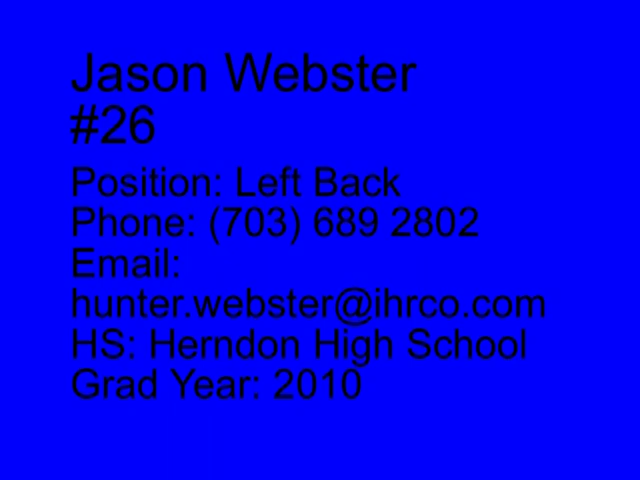 Jason Webster
#26
Position: Left Back
Phone: (703) 689 2802
Email:
hunter.webster@ihrco.com
HS: Herndon High School
Grad Year: 2010